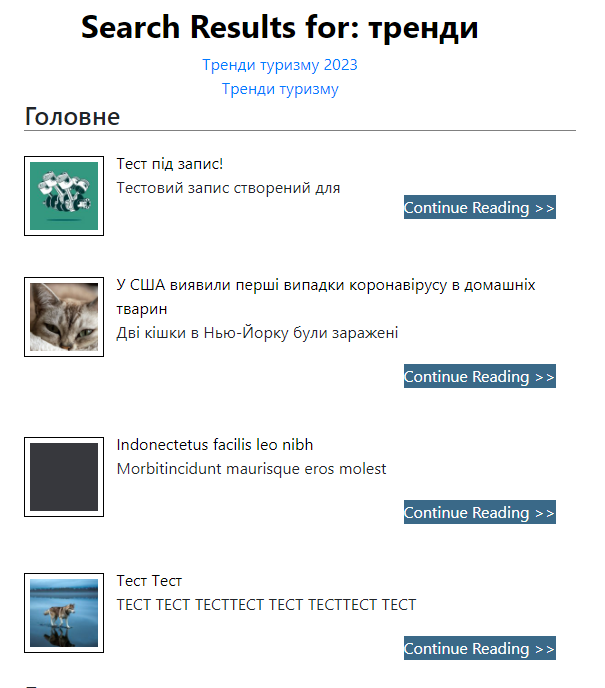 Search Results for: тренди
Тренди туризму 2023
Тренди туризму
Головне
Тест під запис!
Тестовий запис створений для
Continue Reading >>
У США виявили перші випадки коронавірусу в домашніх
тварин
Дві кішки в Нью-Йорку були заражені
Continue Reading >>
Indonectetus facilis leo nibh
Morbitincidunt maurisque eros molest
Continue Reading >>
Тест Тест
ТЕСТ ТЕСТ ТЕСТТЕСТ ТЕСТ ТЕСТТЕСТ ТЕСТ
Continue Reading >>